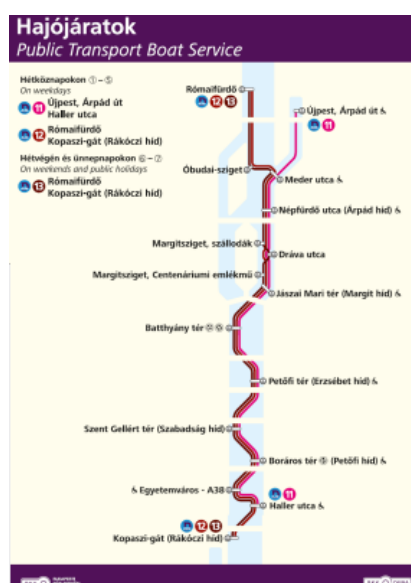 Hajójáratok
Public Transport Boat Service
Hétköznapokon ①–⑤
On weekdays
11 Újpest, Árpád út
Haller utca
12 Rómaifürdő
Kopaszi-gát (Rákóczi híd)
Hétvégén és ünnepnapokon ⑥–⑦
On weekends and public holidays
13 Rómaifürdő
Kopaszi-gát (Rákóczi híd)
Rómaifürdő
12 13
Újpest, Árpád út
11
Óbudai-sziget
Meder utca
Népfürdő utca (Árpád híd)
Margitsziget, szállodák
Dráva utca
Margitsziget, Centenáriumi emlékmű
Jászai Mari tér (Margit híd)
Batthyány tér
Petőfi tér (Erzsébet híd)
Szent Gellért tér (Szabadság híd)
Boráros tér (Petőfi híd)
Egyetemváros - A38
11
Haller utca
12 13
Kopaszi-gát (Rákóczi híd)